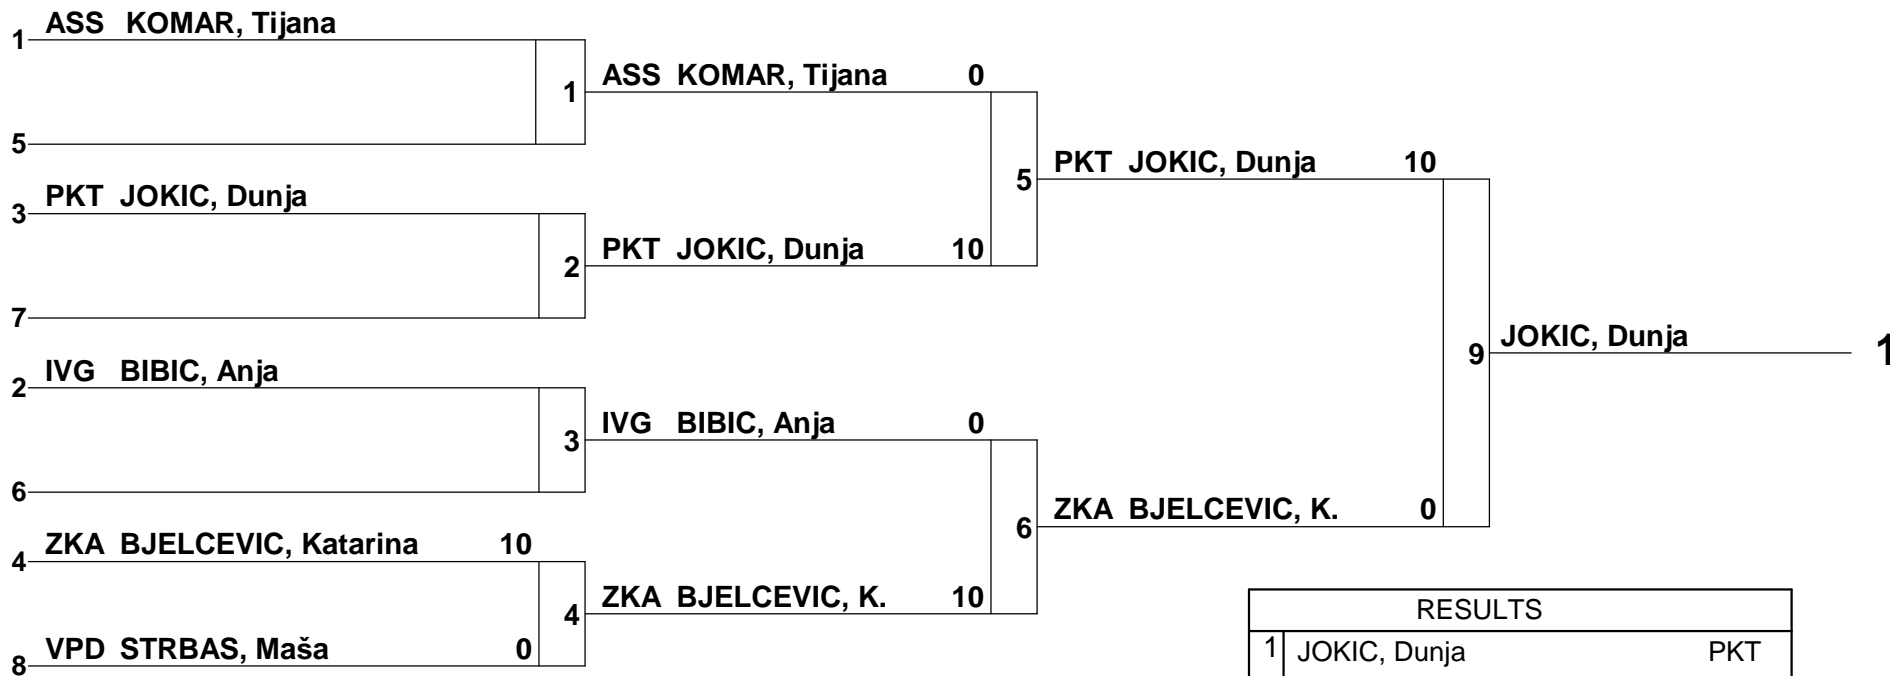 1 ASS KOMAR, Tijana
5
1
3 PKT JOKIC, Dunja
7
2
2 IVG BIBIC, Anja
6
3
4 ZKA BJELCEVIC, Katarina 10
8 VPD STRBAS, Maša 0
4
ASS KOMAR, Tijana 0
PKT JOKIC, Dunja 10
5
IVG BIBIC, Anja 0
ZKA BJELCEVIC, K. 10
6
PKT JOKIC, Dunja 10
ZKA BJELCEVIC, K. 0
9
JOKIC, Dunja 1
RESULTS
1 JOKIC, Dunja PKT